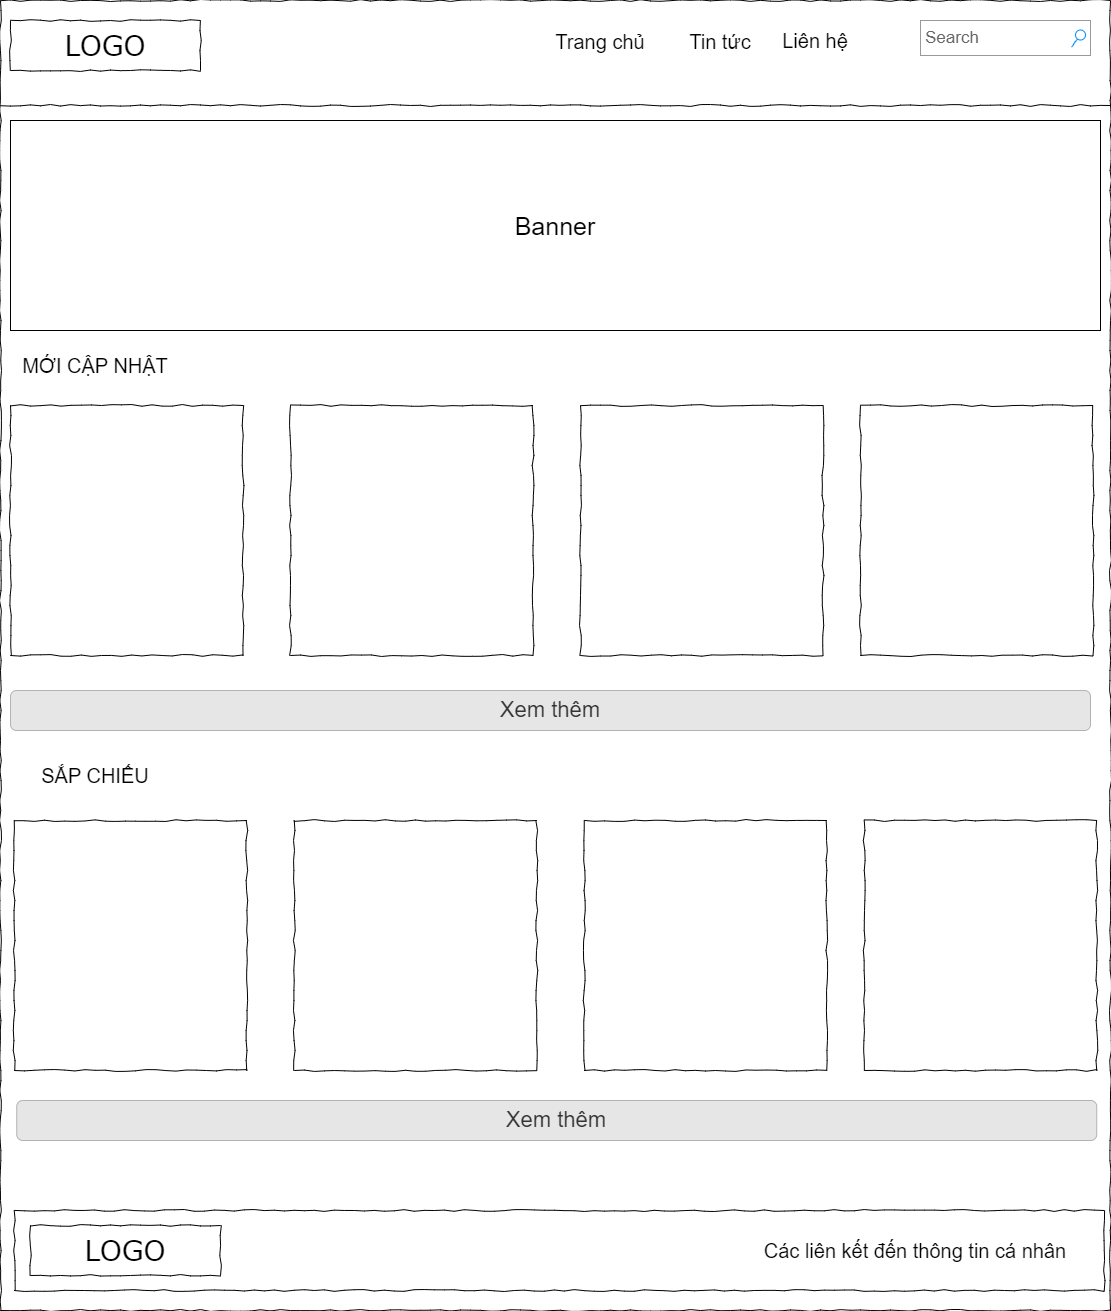 LOGO
Trang chủ
Tin tức
Liên hệ
Search
Banner
MỚI CẬP NHẬT
Xem thêm
SẮP CHIẾU
Xem thêm
LOGO
Các liên kết đến thông tin cá nhân